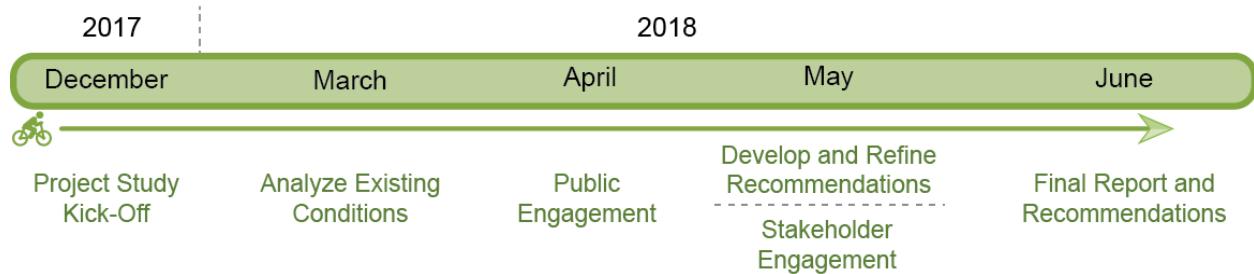 2017
2018
December
March
April
May
June
Project Study
Kick-Off
Analyze Existing
Conditions
Public
Engagement
Develop and Refine
Recommendations
Stakeholder
Engagement
Final Report and
Recommendations